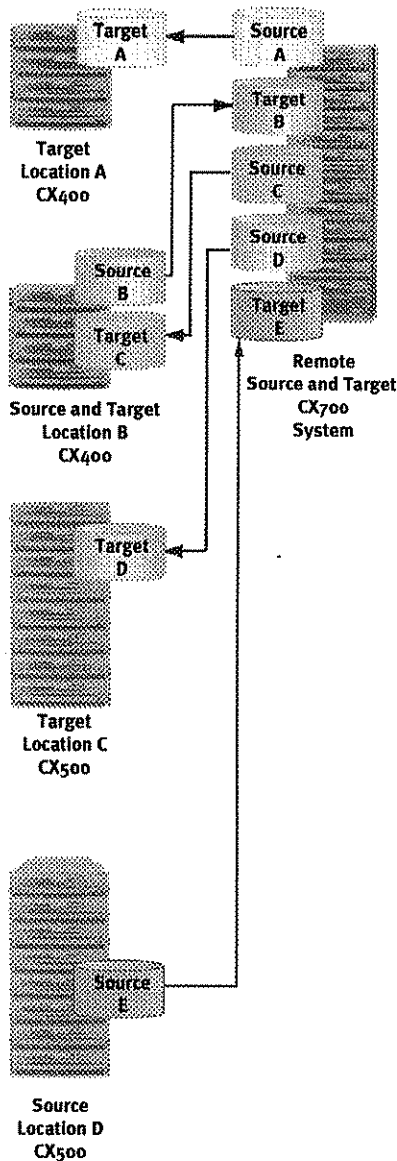 Target
A
Source
A
Target
Location A
CX400
Target
B
Source
C
Source
D
Target
E
Remote
Source and Target
CX700
System
Source
B
Target
C
Source and Target
Location B
CX400
Target
D
Target
Location C
CX500
Source
E
Source
Location D
CX500